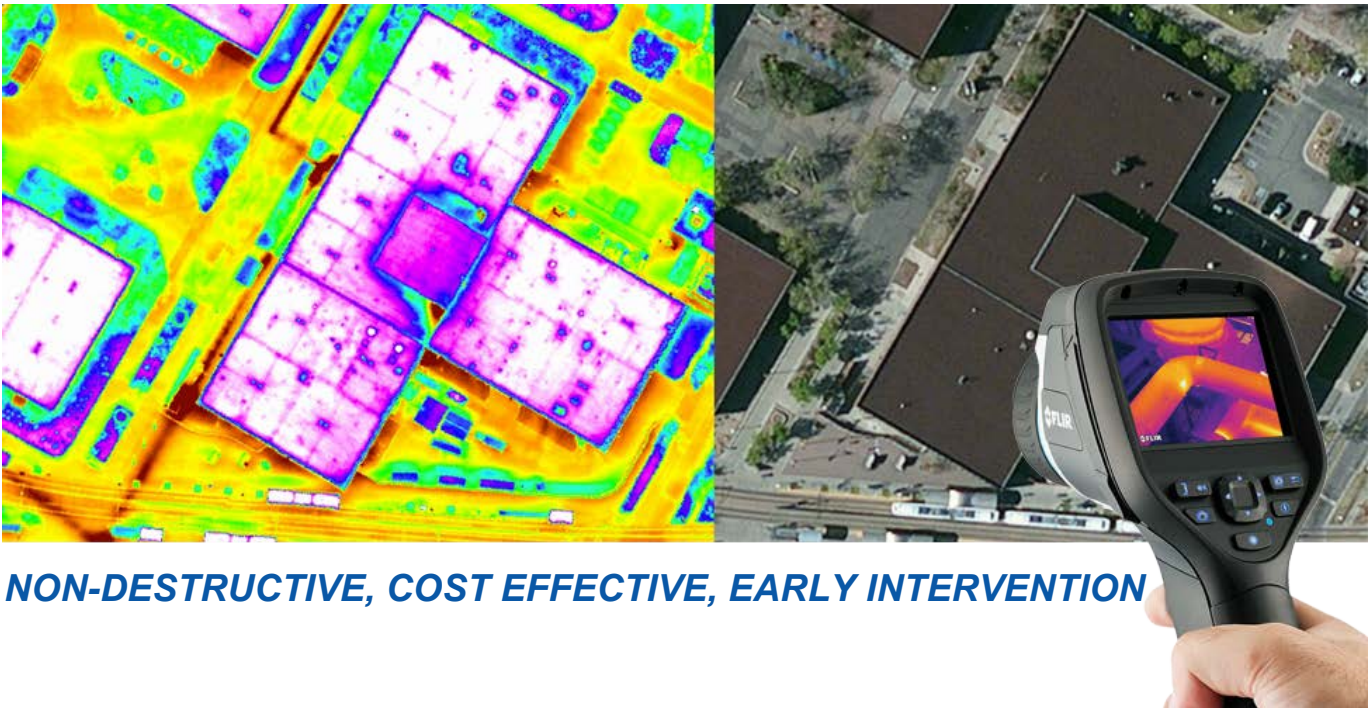 FLIR
FLIR
NON-DESTRUCTIVE, COST EFFECTIVE, EARLY INTERVENTION